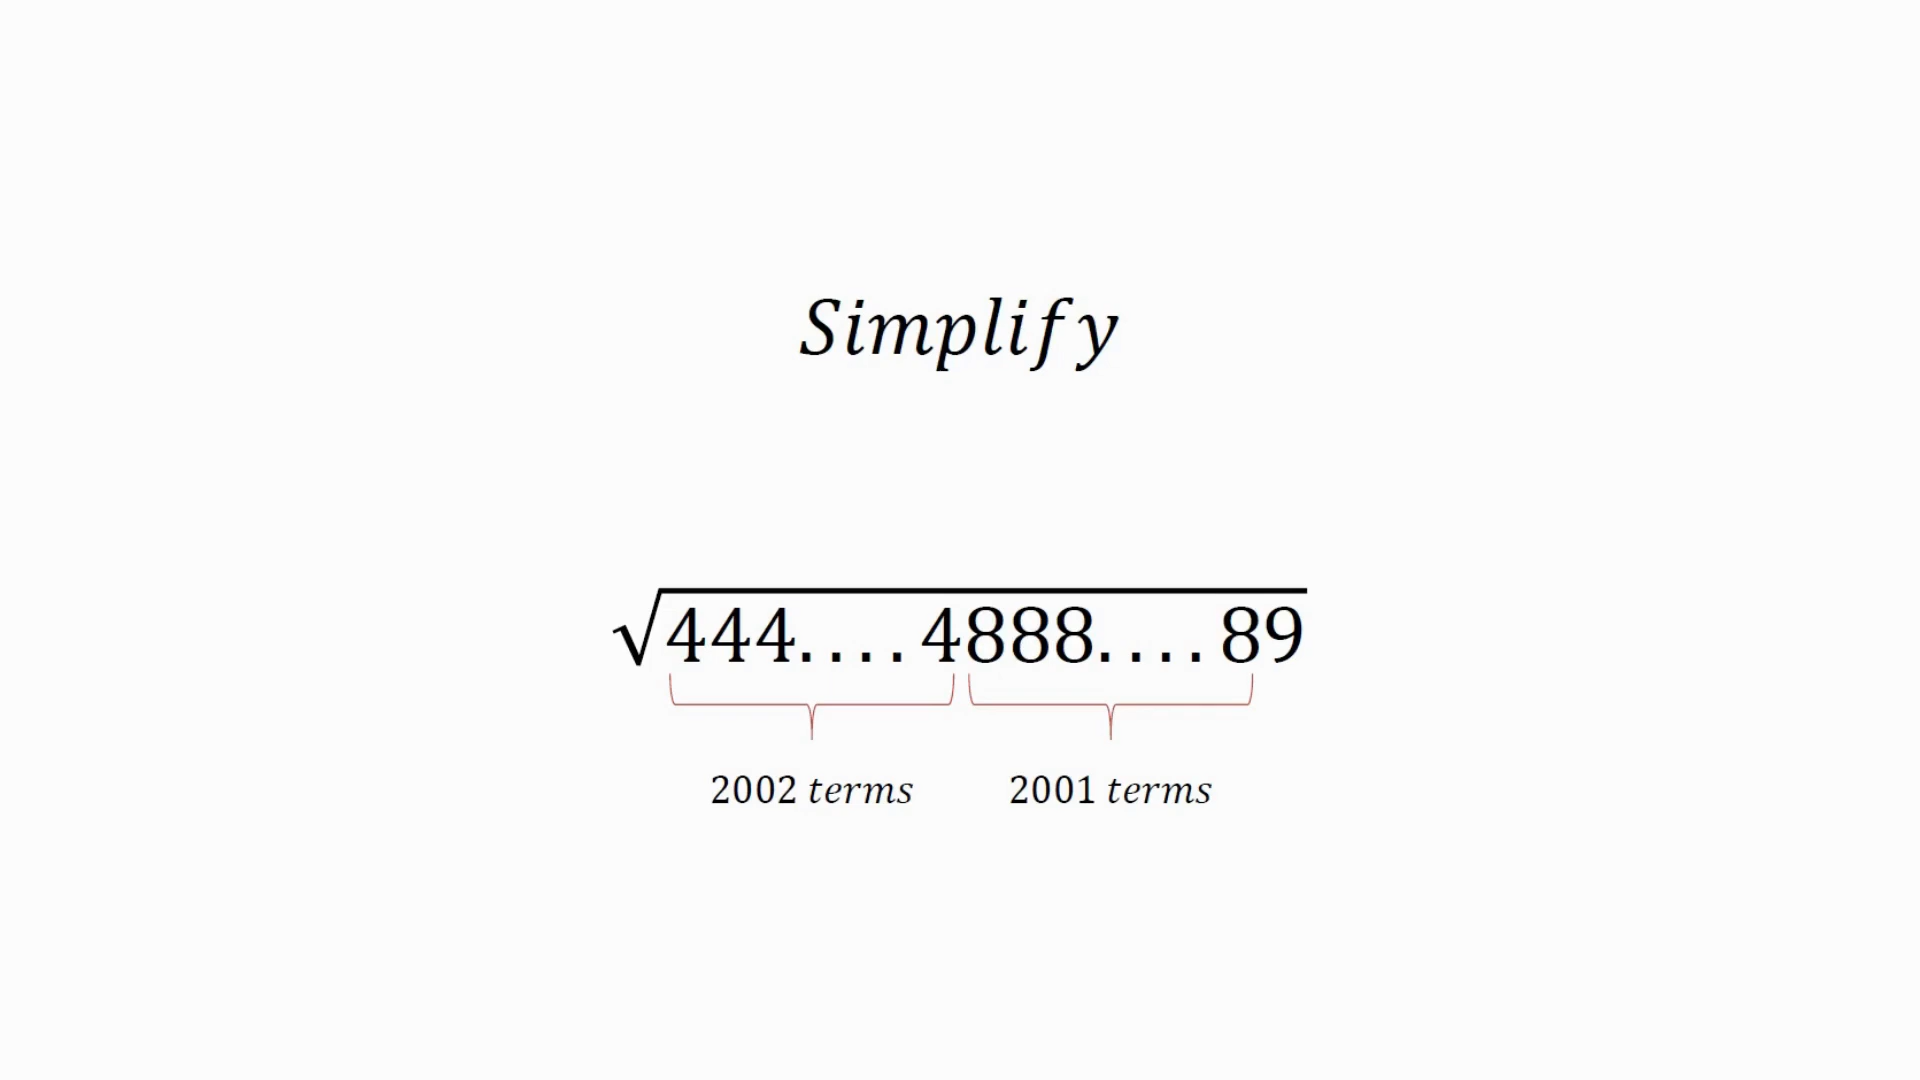 Simplify
√444....4888....89
2002 terms 2001 terms